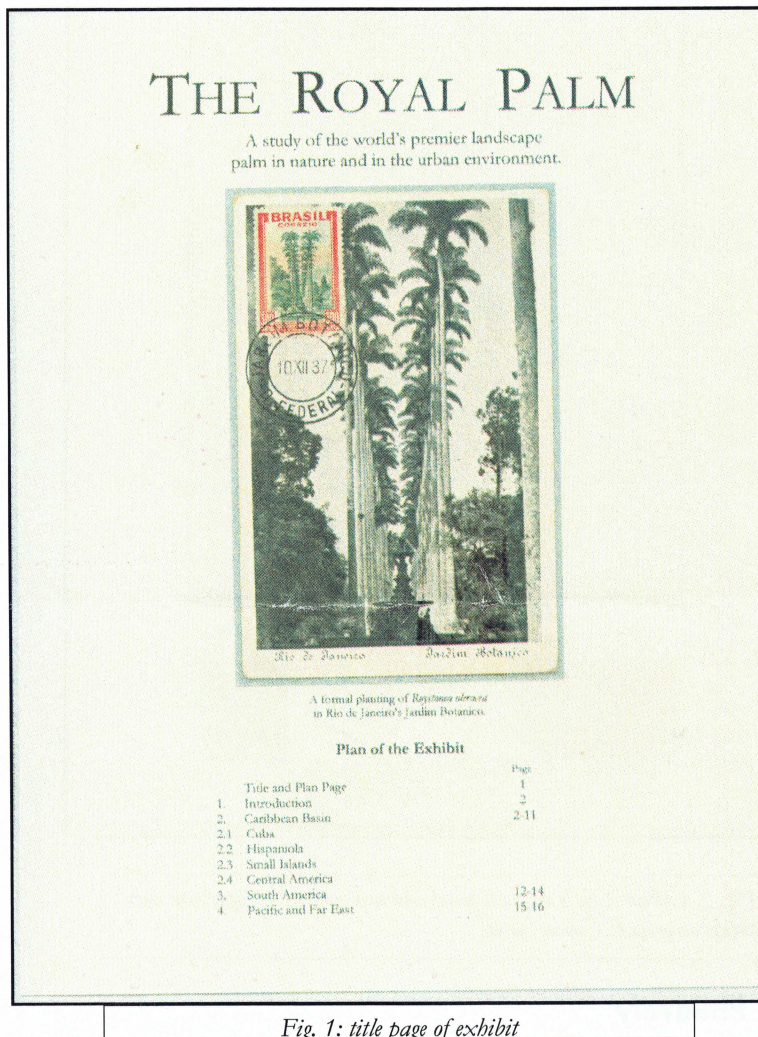 THE ROYAL PALM
A study of the world's premier landscape
palm in nature and in the urban environment.
BRASIL
CORREIO
10 XII 37
FEDERAL
Rio de Janeiro
Jardim Botanico
A formal planting of Roystonea oleracea
in Rio de Janeiro's Jardim Botanico.
Plan of the Exhibit
Page
Title and Plan Page 1
1. Introduction 2
2. Caribbean Basin 2-11
2.1 Cuba
2.2 Hispaniola
2.3 Small Islands
2.4 Central America
3. South America 12-14
4. Pacific and Far East 15-16
Fig. 1: title page of exhibit